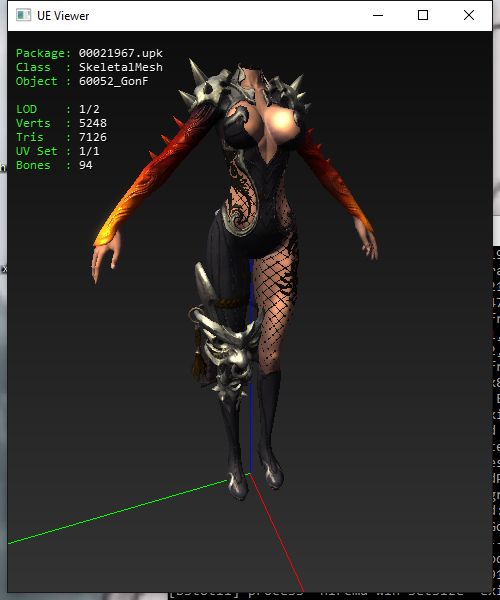 UE Viewer
Package: 00021967.upk
Class : SkeletalMesh
Object : 60052_GonF
LOD : 1/2
Verts : 5248
Tris : 7126
UV Set : 1/1
Bones : 94